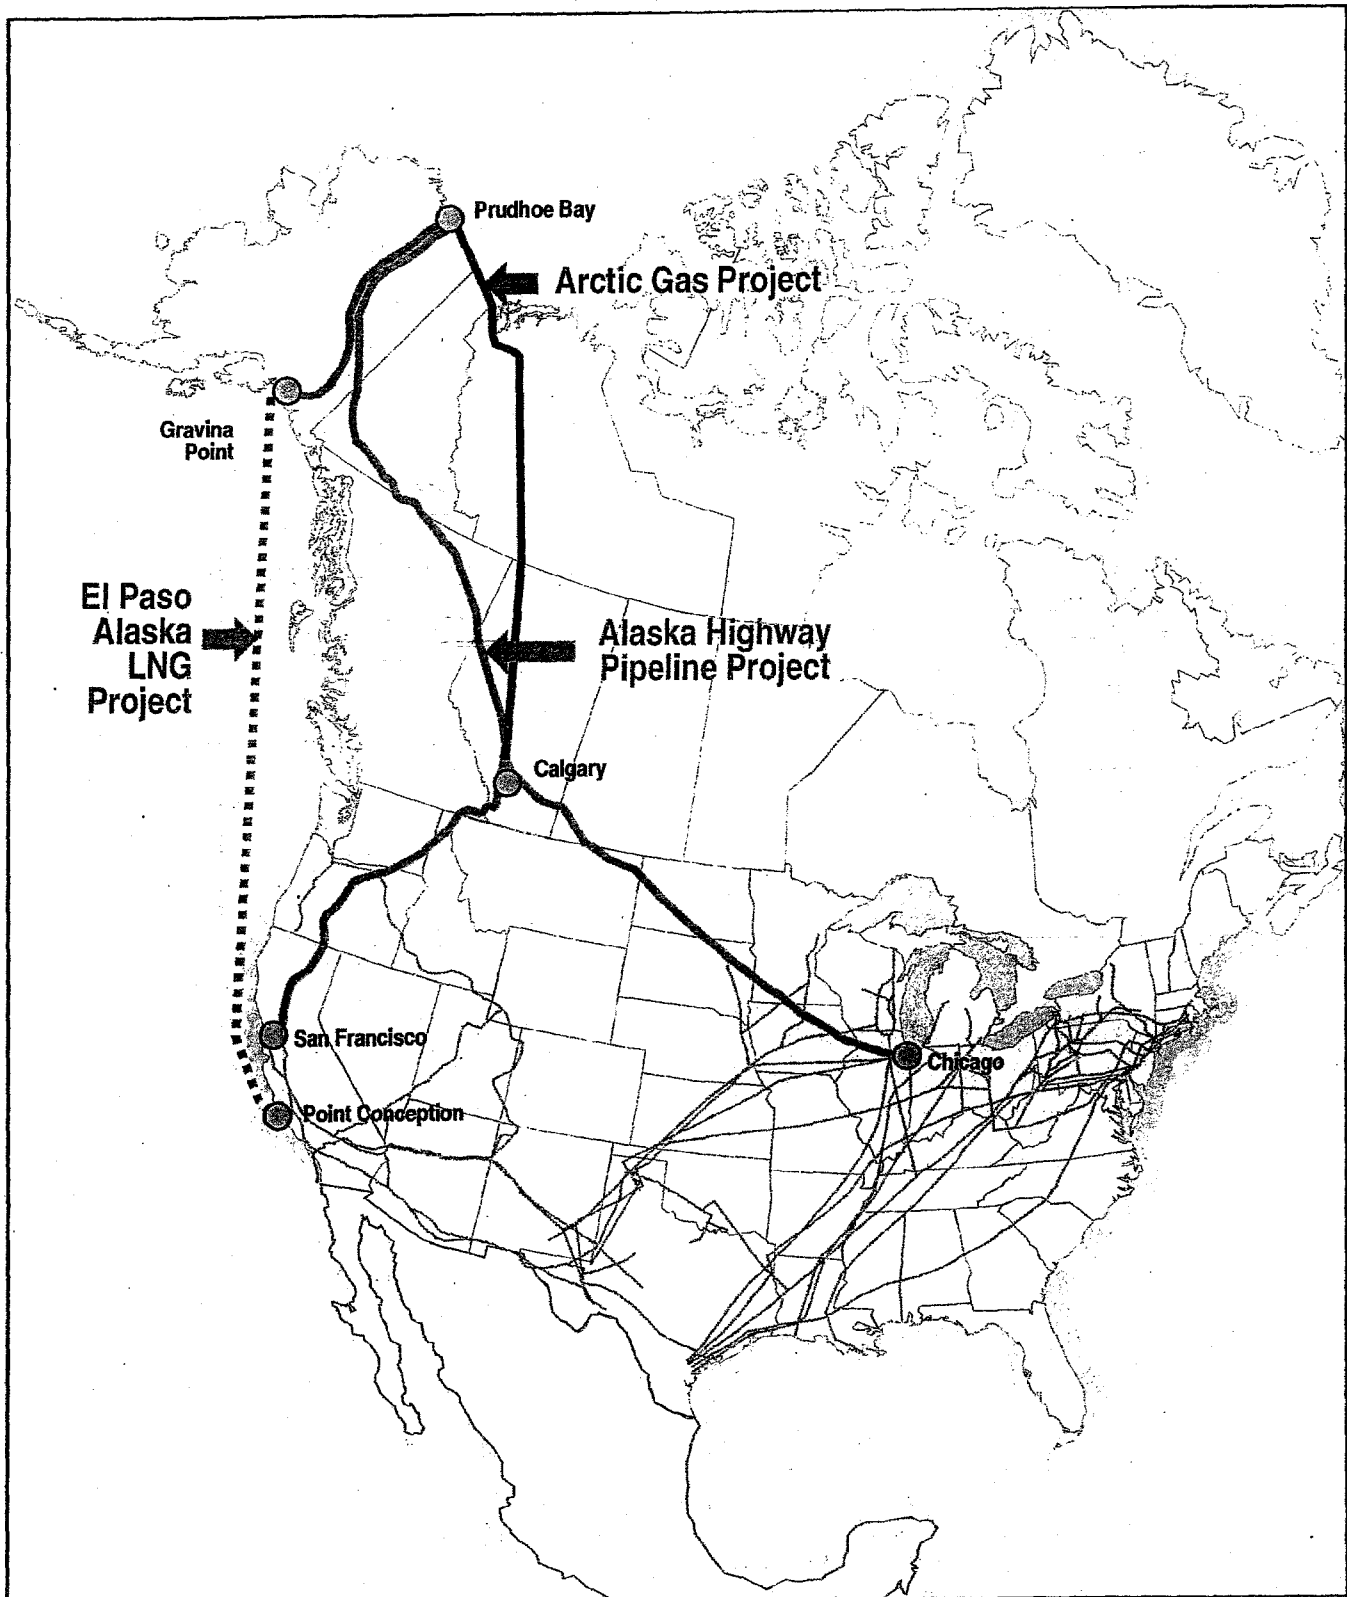 Prudhoe Bay
Arctic Gas Project
Gravina
Point
El Paso
Alaska
LNG
Project
Alaska Highway
Pipeline Project
Calgary
San Francisco
Chicago
Point Conception